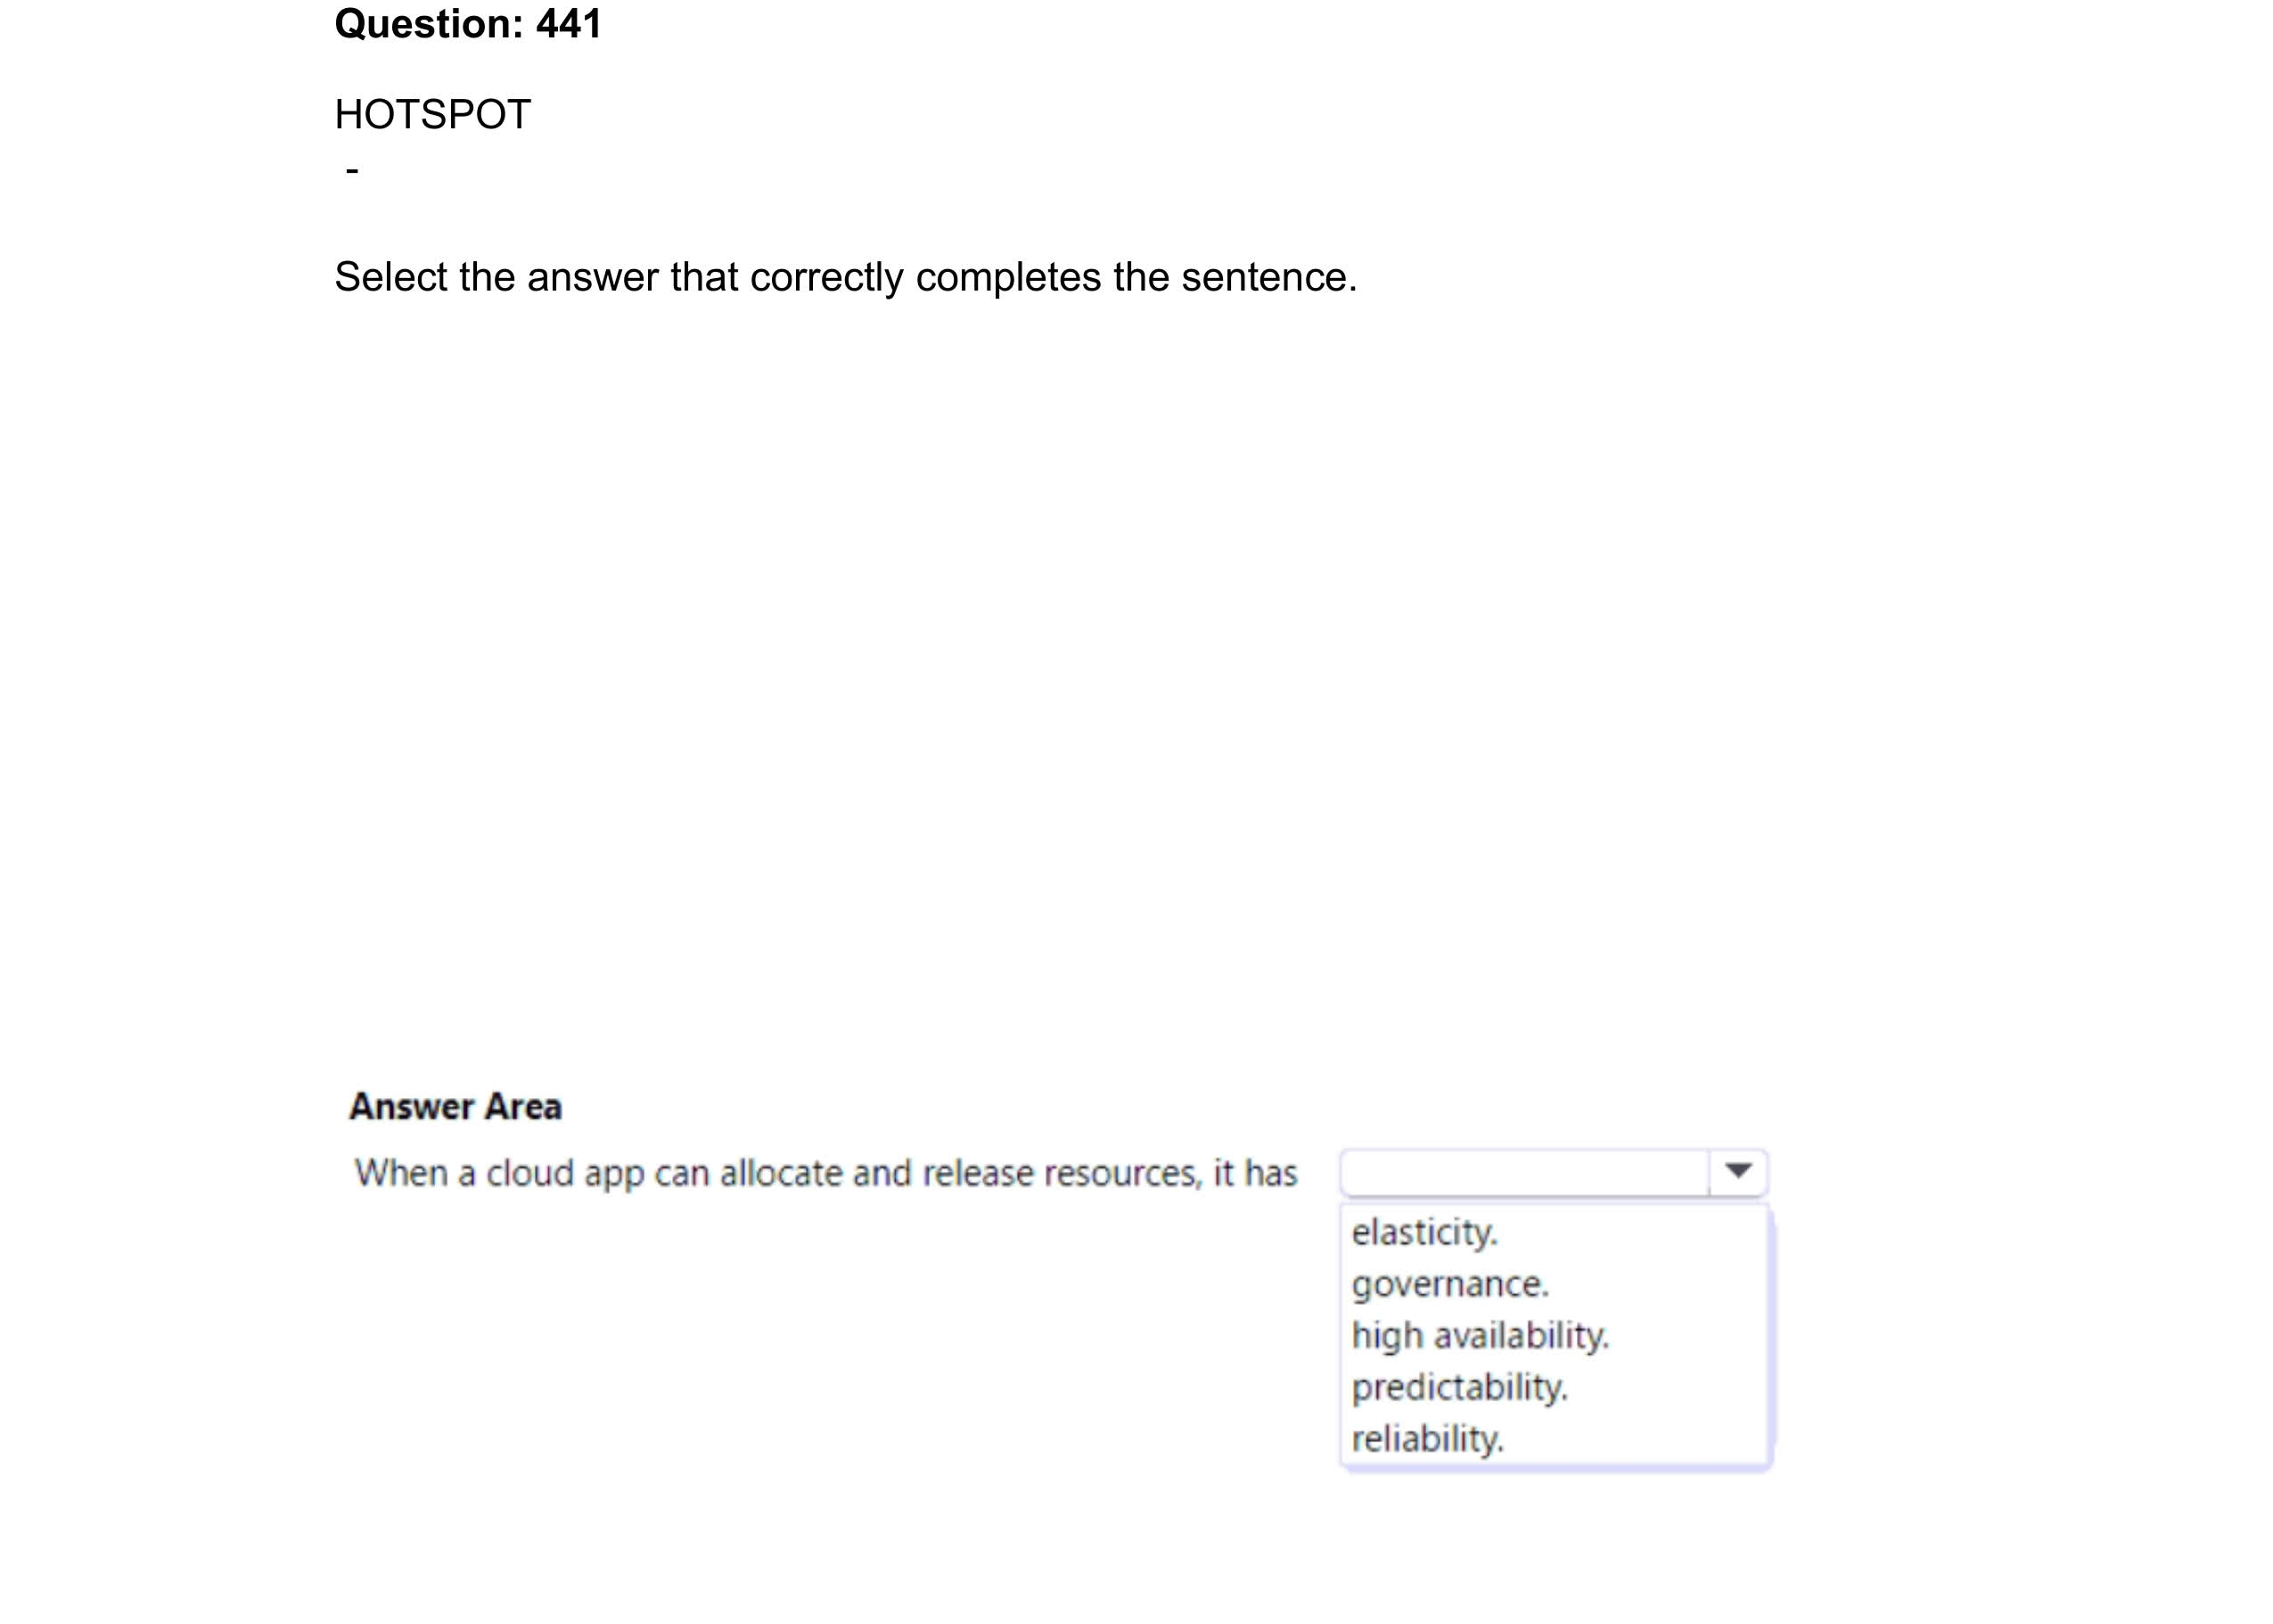 Question: 441
HOTSPOT
-
Select the answer that correctly completes the sentence.
Answer Area
When a cloud app can allocate and release resources, it has
elasticity.
governance.
high availability.
predictability.
reliability.